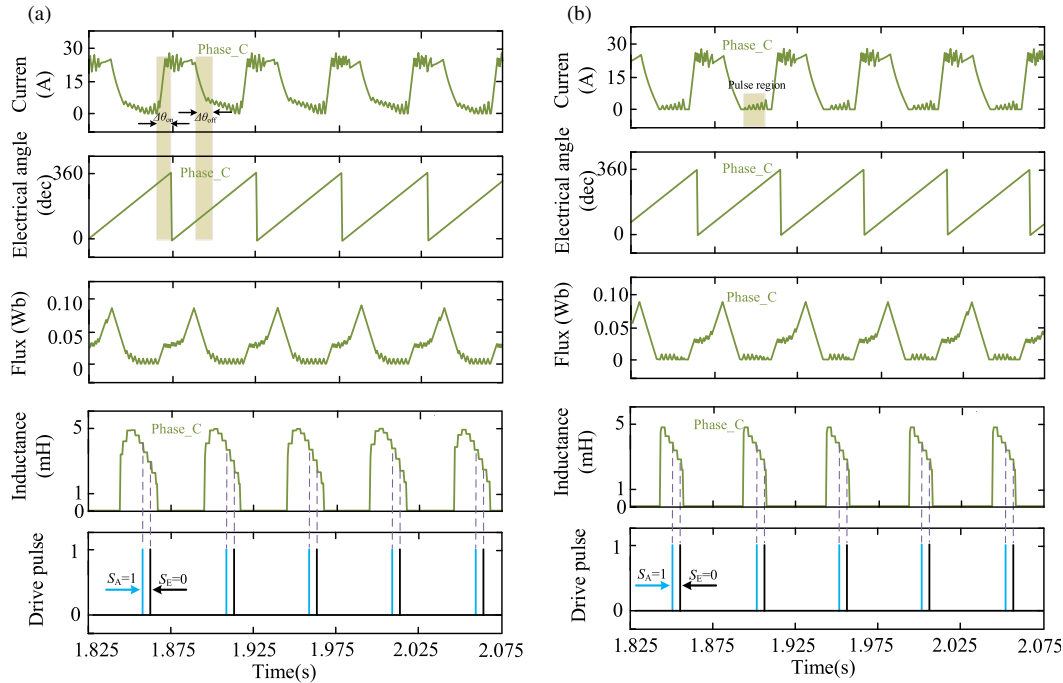 (a)
Curren
(A)
30
15
0
Phase_C
Δθon
Δθoff
Electrical angle
(dec)
360
0
Phase_C
Flux (Wb)
0.10
0.05
0
Phase_C
Inductance
(mH)
5
1
0
Phase_C
Drive pulse
1
0
SA=1
SE=0
1.825
1.875
1.925
1.975
2.025
2.075
Time(s)
(b)
Curren
(A)
30
20
10
0
Phase_C
Pulse region
Electrical angle
(dec)
360
0
Phase_C
Flux (Wb)
0.10
0.05
0
Phase_C
Inductance
(mH)
5
1
0
Phase_C
Drive pulse
1
0
SA=1
SE=0
1.825
1.875
1.925
1.975
2.025
2.075
Time(s)